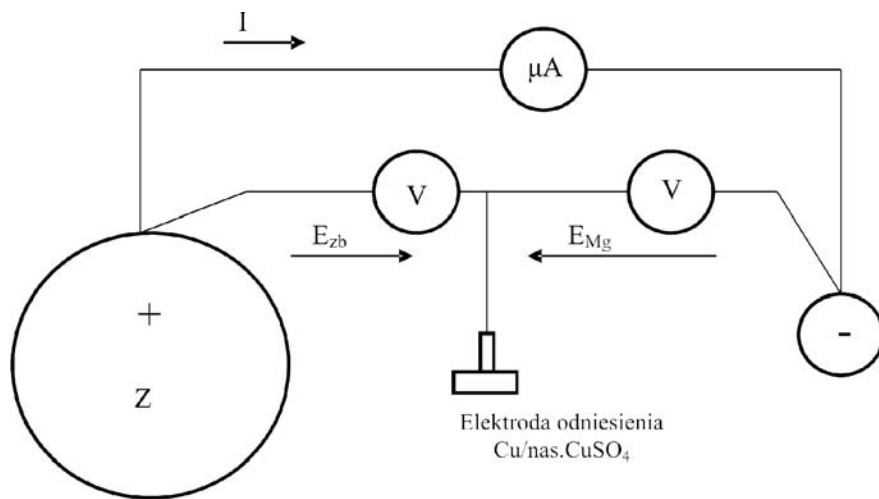 I
μA
V
V
E_zb
E_Mg
+
-
Z
Elektroda odniesienia
Cu/nas.CuSO₄